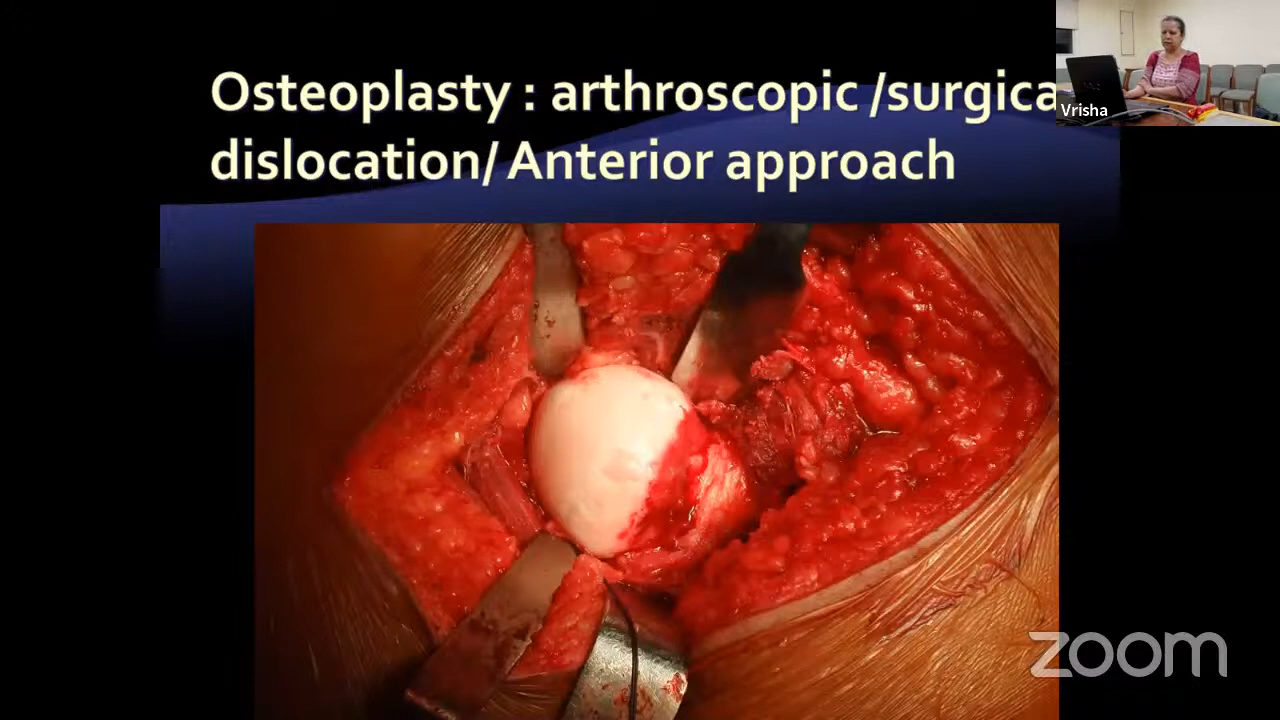 Osteoplasty : arthroscopic /surgica
dislocation/ Anterior approach
Vrisha
zoom